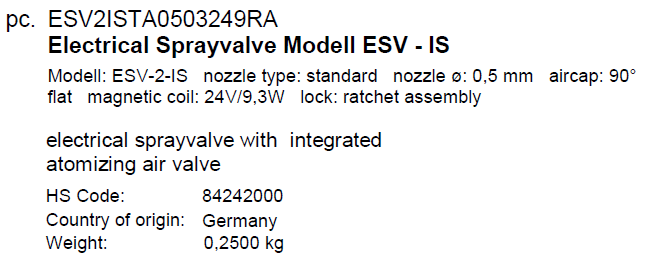 pc. ESV2ISTA0503249RA
Electrical Sprayvalve Modell ESV - IS
Modell: ESV-2-IS nozzle type: standard nozzle ø: 0,5 mm aircap: 90°
flat magnetic coil: 24V/9,3W lock: ratchet assembly
electrical sprayvalve with integrated
atomizing air valve
HS Code: 84242000
Country of origin: Germany
Weight: 0,2500 kg